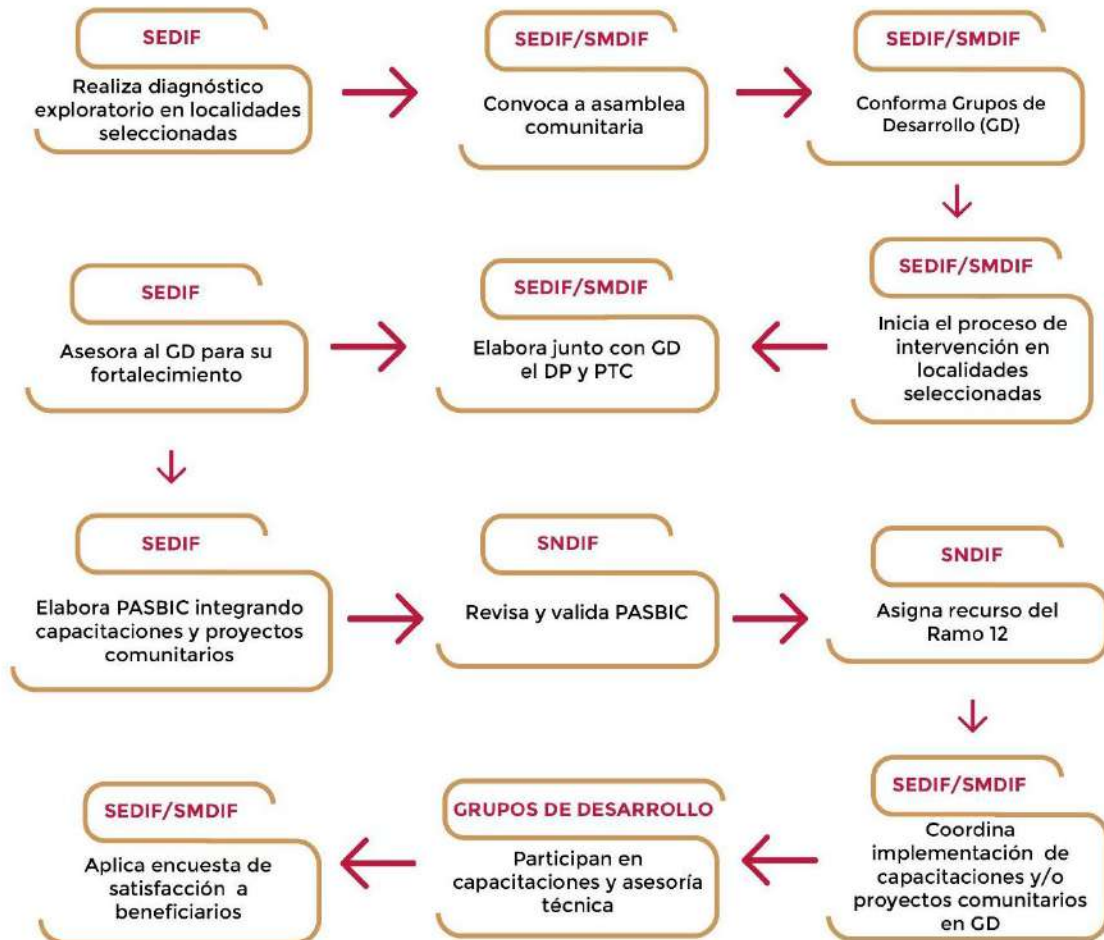 SEDIF
Realiza diagnóstico
exploratorio en localidades
seleccionadas
SEDIF/SMDIF
Convoca a asamblea
comunitaria
SEDIF/SMDIF
Conforma Grupos de
Desarrollo (GD)
SEDIF
Asesora al GD para su
fortalecimiento
SEDIF/SMDIF
Elabora junto con GD
el DP y PTC
SEDIF/SMDIF
Inicia el proceso de
intervención en
localidades
seleccionadas
SEDIF
Elabora PASBIC integrando
capacitaciones y proyectos
comunitarios
SNDIF
Revisa y valida PASBIC
SNDIF
Asigna recurso del
Ramo 12
SEDIF/SMDIF
Aplica encuesta de
satisfacción a
beneficiarios
GRUPOS DE DESARROLLO
Participan en
capacitaciones y asesoría
técnica
SEDIF/SMDIF
Coordina
implementación de
capacitaciones y/o
proyectos comunitarios
en GD